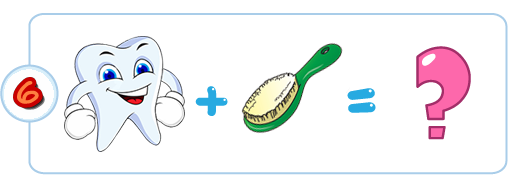 6 + = ?